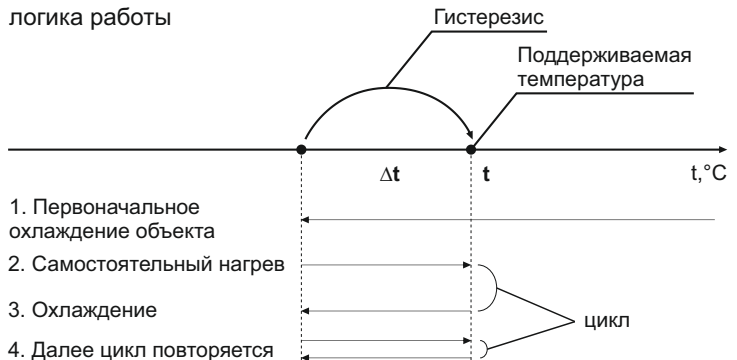 логика работы
Гистерезис
Поддерживаемая
температура
Δt
t
t,°C
1. Первоначальное
охлаждение объекта
2. Самостоятельный нагрев
3. Охлаждение
цикл
4. Далее цикл повторяется